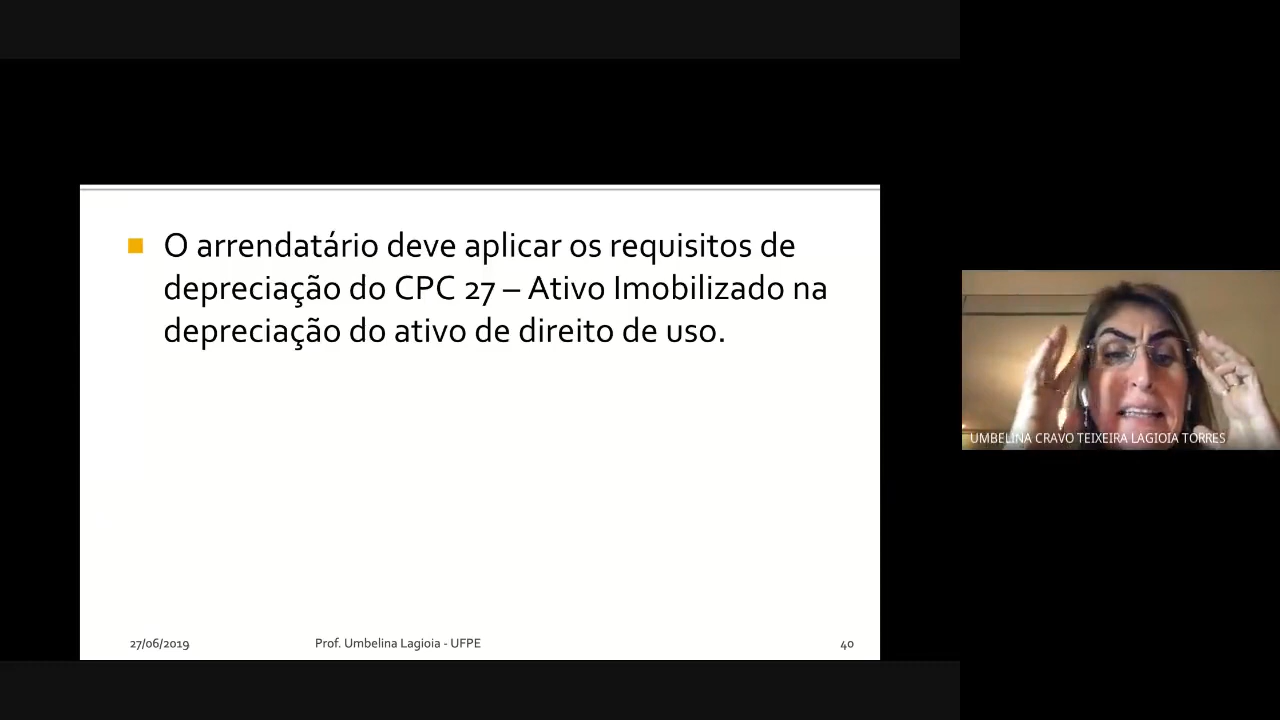 O arrendatário deve aplicar os requisitos de
depreciação do CPC 27 – Ativo Imobilizado na
depreciação do ativo de direito de uso.
27/06/2019
Prof. Umbelina Lagioia - UFPE
40
UMBELINA CRAVO TEIXEIRA LAGIOIA TORRES